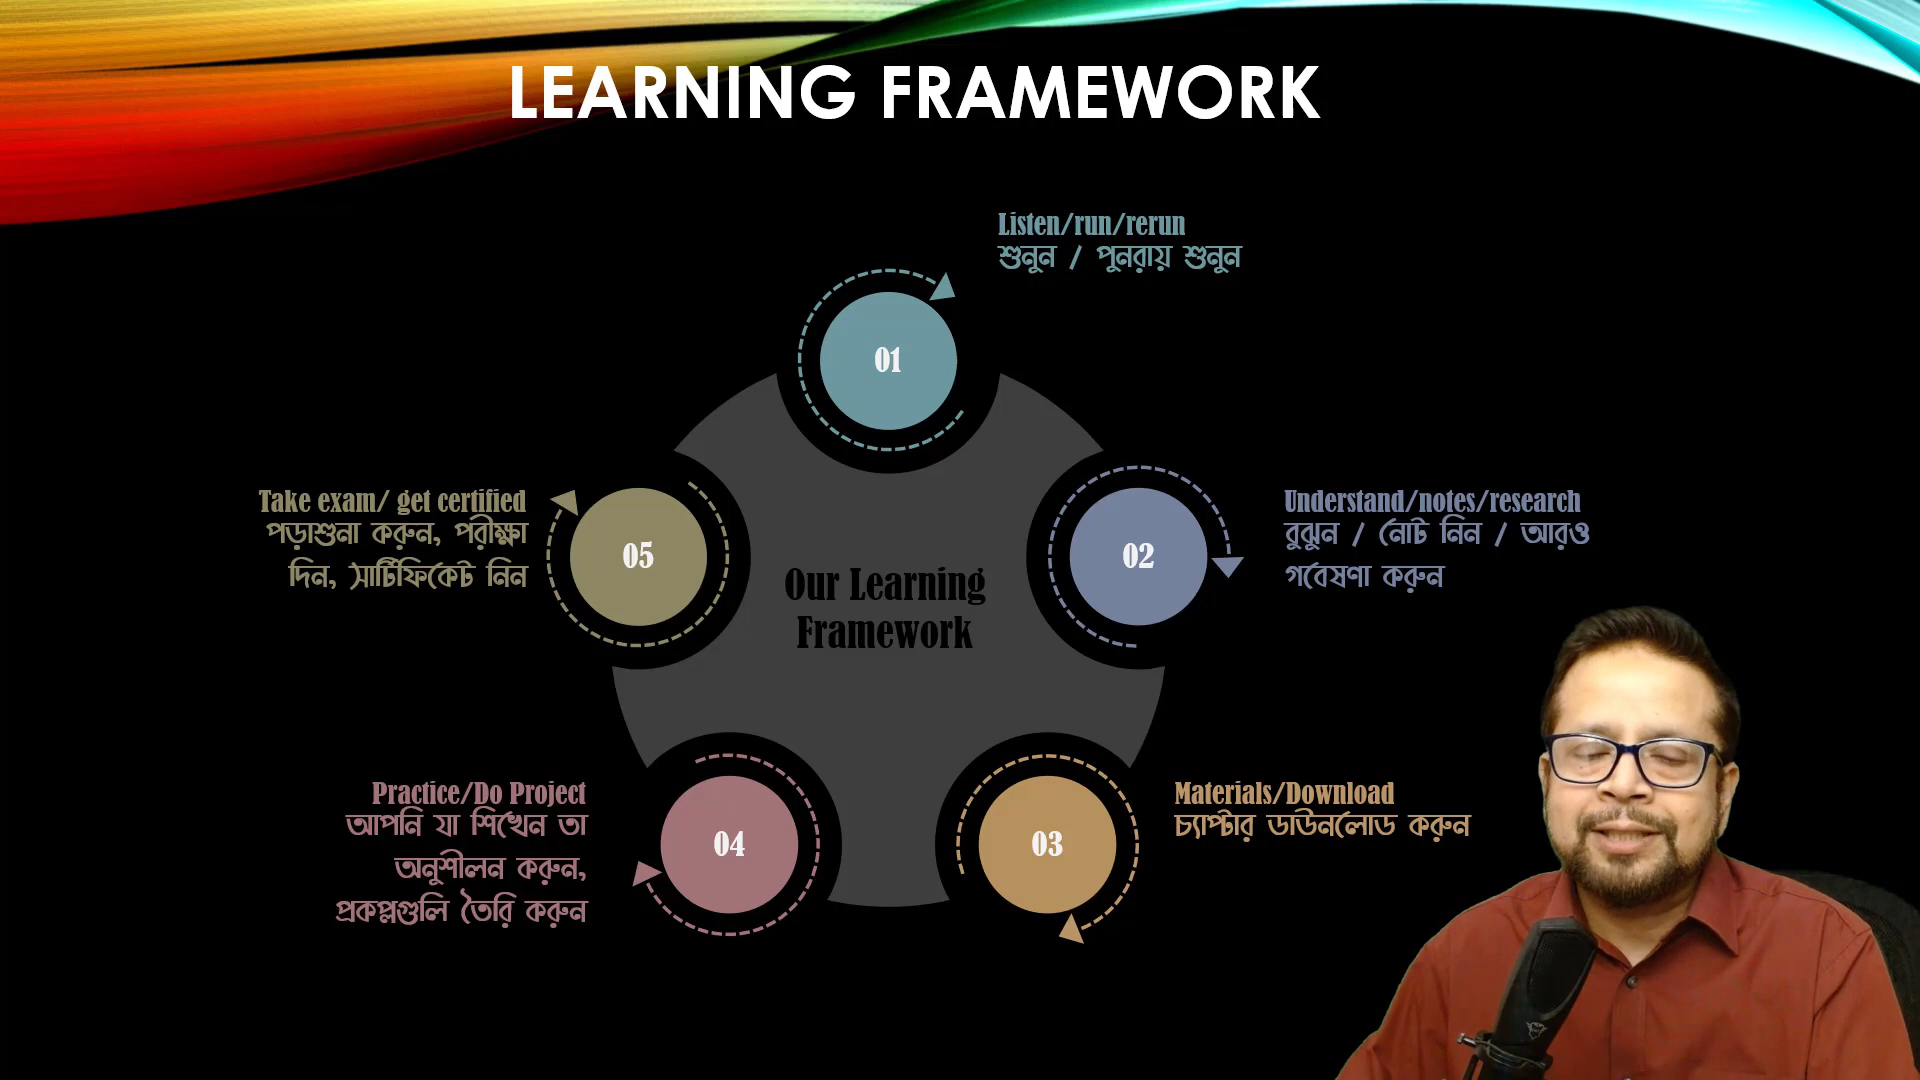 LEARNING FRAMEWORK
01
Listen/run/rerun
শুনুন / পুনরায় শুনুন
02
Understand/notes/research
বুঝুন / নোট নিন / আরও
গবেষণা করুন
03
Materials/Download
চ্যাপ্টার ডাউনলোড করুন
04
Practice/Do Project
আপনি যা শিখেন তা
অনুশীলন করুন,
প্রকল্পগুলি তৈরি করুন
05
Take exam/ get certified
পড়াশুনা করুন, পরীক্ষা
দিন, সার্টিফিকেট নিন
Our Learning
Framework